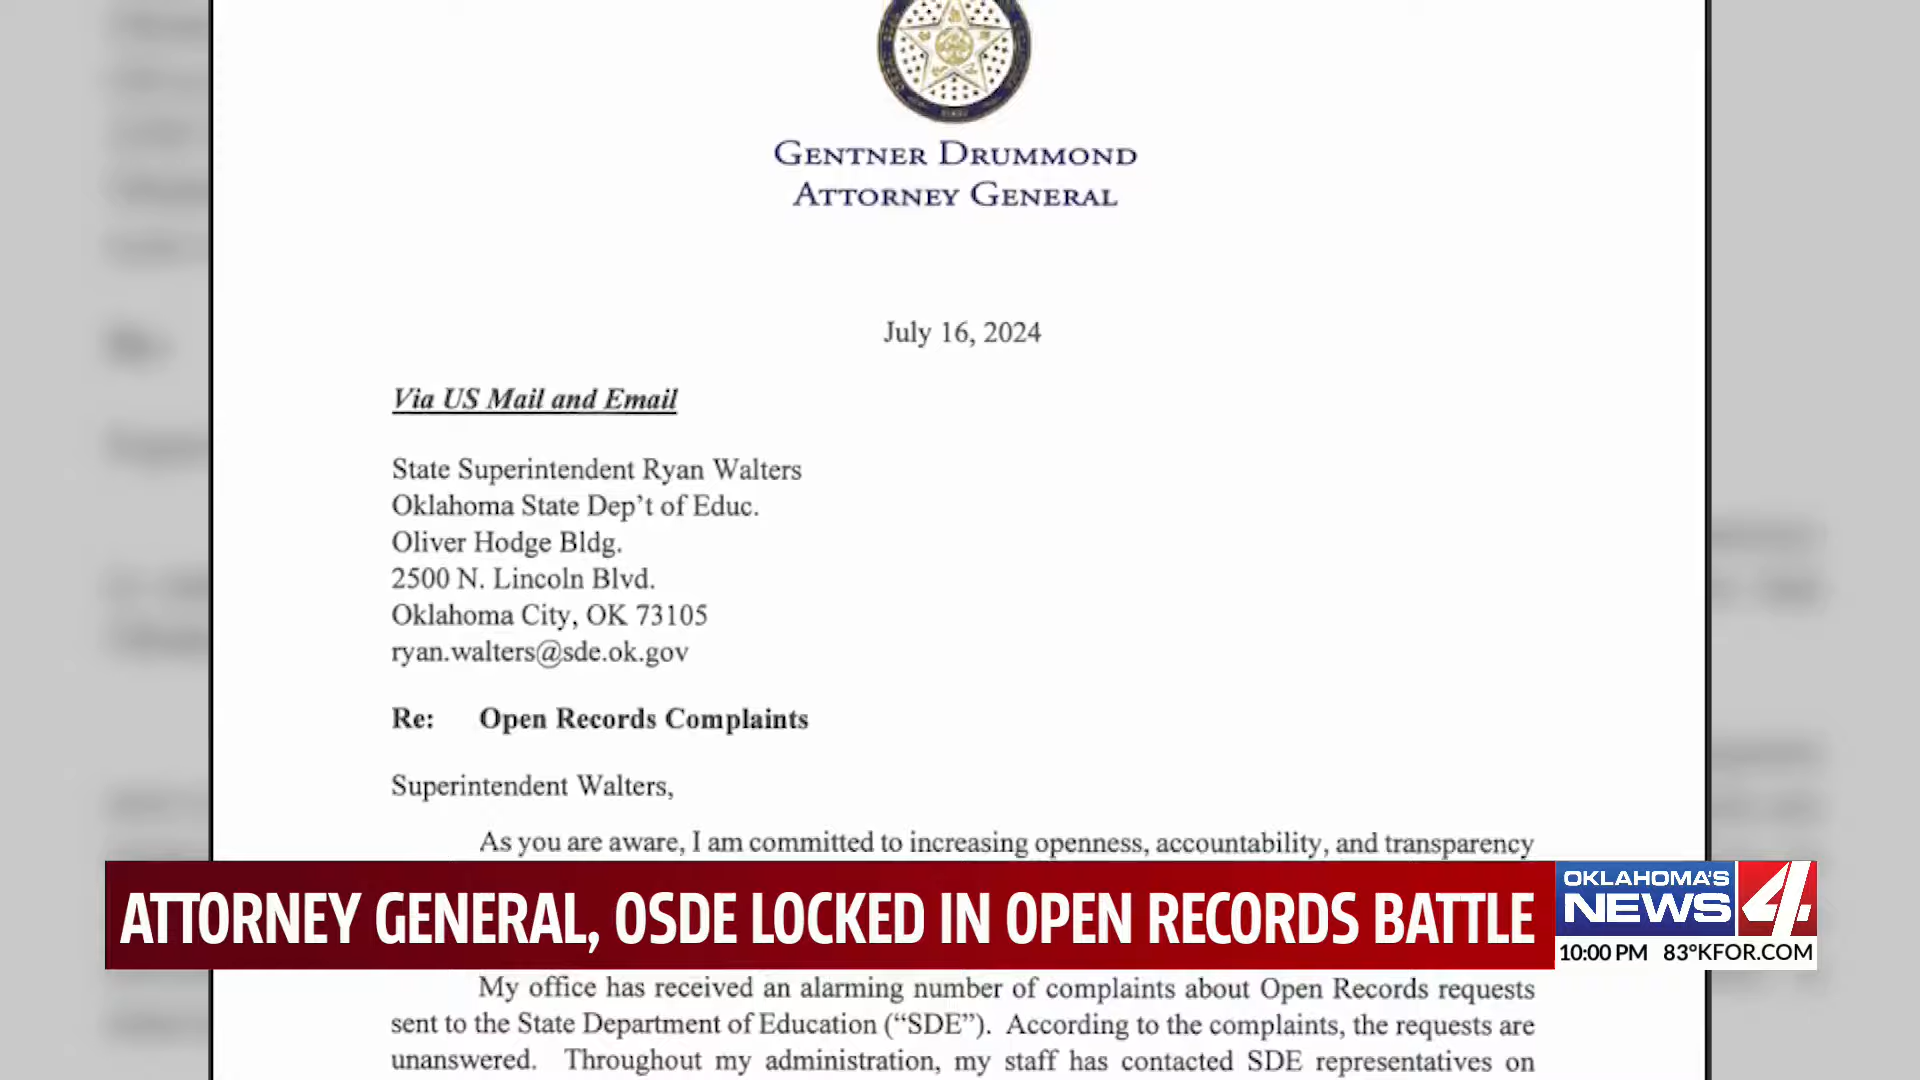 GENTNER DRUMMOND
ATTORNEY GENERAL
July 16, 2024
Via US Mail and Email
State Superintendent Ryan Walters
Oklahoma State Dep't of Educ.
Oliver Hodge Bldg.
2500 N. Lincoln Blvd.
Oklahoma City, OK 73105
ryan.walters@sde.ok.gov
Re: Open Records Complaints
Superintendent Walters,
As you are aware, I am committed to increasing openness, accountability, and transparency
ATTORNEY GENERAL, OSDE LOCKED IN OPEN RECORDS BATTLE
OKLAHOMA'S
NEWS 4
10:00 PM 83° KFOR.COM
My office has received an alarming number of complaints about Open Records requests
sent to the State Department of Education ("SDE"). According to the complaints, the requests are
unanswered. Throughout my administration, my staff has contacted SDE representatives on